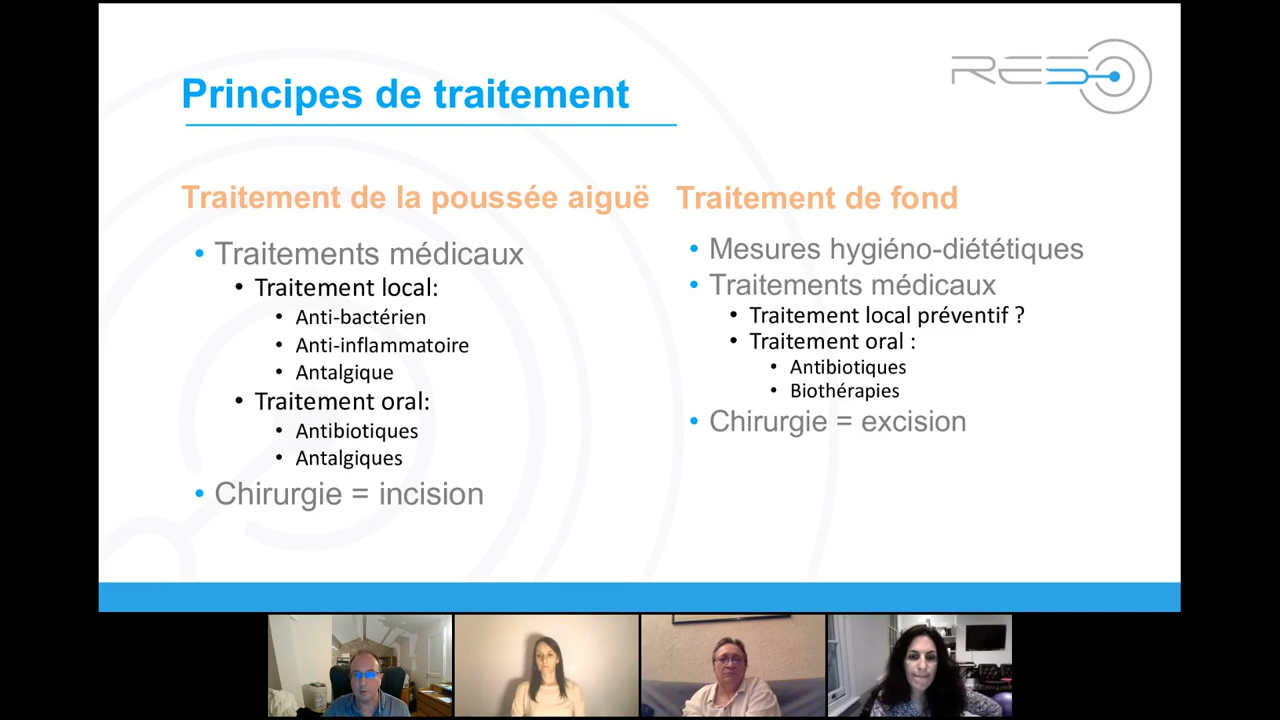 RESO
Principes de traitement
Traitement de la poussée aiguë
• Traitements médicaux
• Traitement local:
• Anti-bactérien
• Anti-inflammatoire
• Antalgique
• Traitement oral:
• Antibiotiques
• Antalgiques
• Chirurgie = incision
Traitement de fond
• Mesures hygiéno-diététiques
• Traitements médicaux
• Traitement local préventif ?
• Traitement oral :
• Antibiotiques
• Biothérapies
• Chirurgie = excision